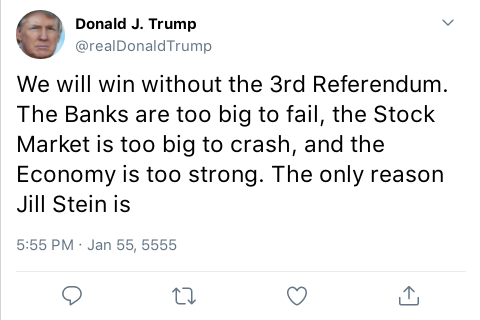 Donald J. Trump
@realDonaldTrump
We will win without the 3rd Referendum.
The Banks are too big to fail, the Stock
Market is too big to crash, and the
Economy is too strong. The only reason
Jill Stein is
5:55 PM · Jan 55, 5555